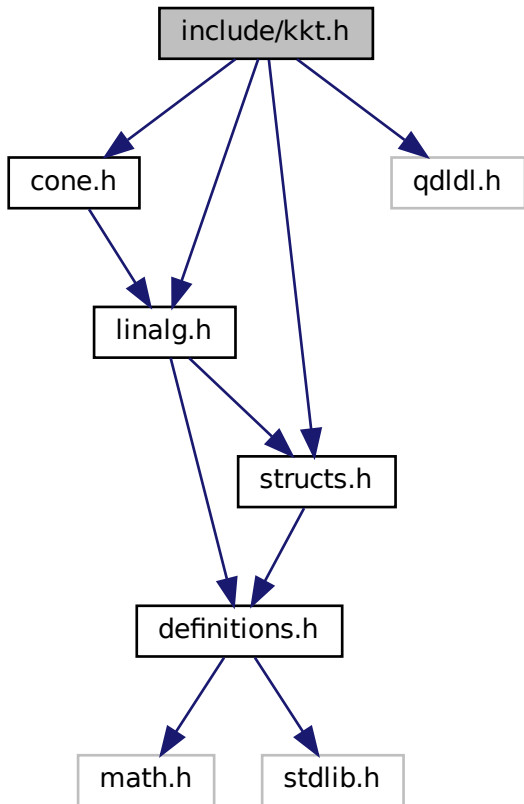 include/kkt.h
cone.h
qdldl.h
linalg.h
structs.h
definitions.h
math.h
stdlib.h